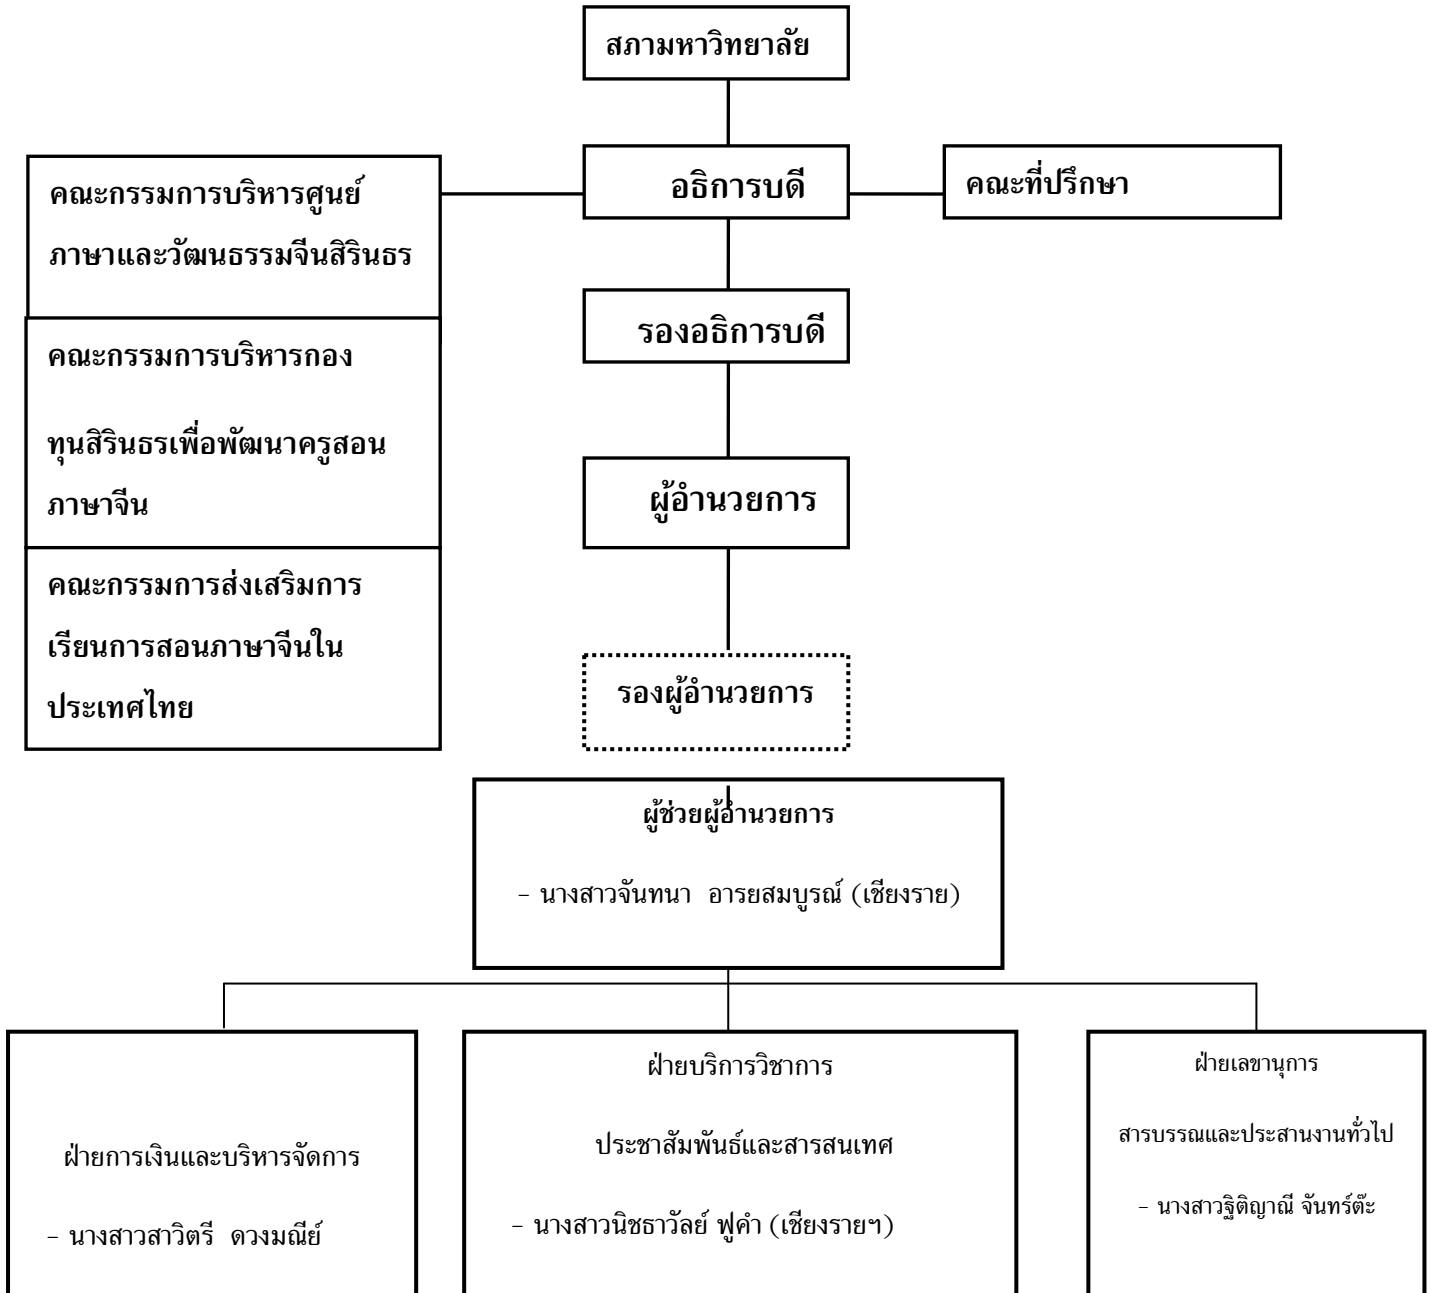 สภามหาวิทยาลัย
อธิการบดี
คณะที่ปรึกษา
คณะกรรมการบริหารศูนย์
ภาษาและวัฒนธรรมจีนสิรินธร
รองอธิการบดี
คณะกรรมการบริหารกอง
ทุนสิรินธรเพื่อพัฒนาครูสอน
ภาษาจีน
ผู้อำนวยการ
คณะกรรมการส่งเสริมการ
เรียนการสอนภาษาจีนใน
ประเทศไทย
รองผู้อำนวยการ
ผู้ช่วยผู้อำนวยการ
- นางสาวจันทนา อารยสมบูรณ์ (เชียงราย)
ฝ่ายการเงินและบริหารจัดการ
- นางสาวสาวิตรี ดวงมณีย์
ฝ่ายบริการวิชาการ
ประชาสัมพันธ์และสารสนเทศ
- นางสาวนิชธาวัลย์ ฟูคำ (เชียงรายฯ)
ฝ่ายเลขานุการ
สารบรรณและประสานงานทั่วไป
- นางสาวฐิติญาณี จันทร์ต๊ะ